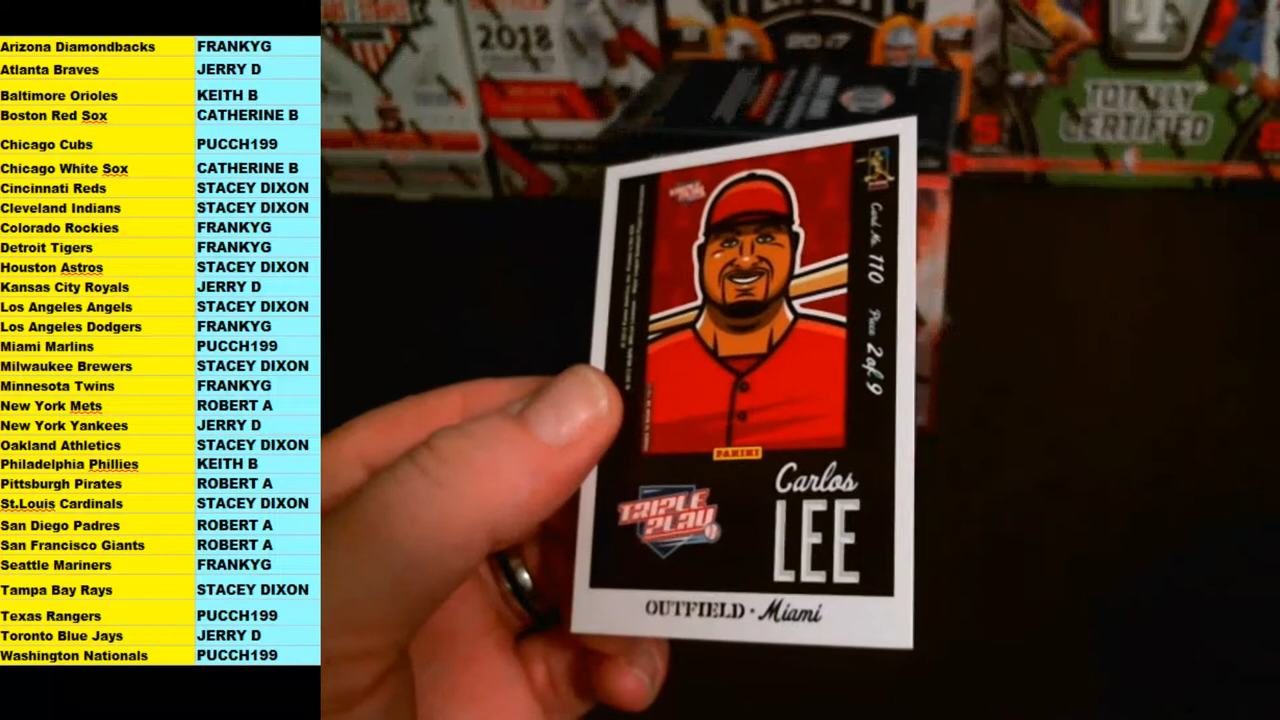 Arizona Diamondbacks FRANKYG
Atlanta Braves JERRY D
Baltimore Orioles KEITH B
Boston Red Sox CATHERINE B
Chicago Cubs PUCCH199
Chicago White Sox CATHERINE B
Cincinnati Reds STACEY DIXON
Cleveland Indians STACEY DIXON
Colorado Rockies FRANKYG
Detroit Tigers FRANKYG
Houston Astros STACEY DIXON
Kansas City Royals JERRY D
Los Angeles Angels STACEY DIXON
Los Angeles Dodgers FRANKYG
Miami Marlins PUCCH199
Milwaukee Brewers STACEY DIXON
Minnesota Twins FRANKYG
New York Mets ROBERT A
New York Yankees JERRY D
Oakland Athletics STACEY DIXON
Philadelphia Phillies KEITH B
Pittsburgh Pirates ROBERT A
St.Louis Cardinals STACEY DIXON
San Diego Padres ROBERT A
San Francisco Giants ROBERT A
Seattle Mariners FRANKYG
Tampa Bay Rays STACEY DIXON
Texas Rangers PUCCH199
Toronto Blue Jays JERRY D
Washington Nationals PUCCH199
2018
2017
TOTALLY
CERTIFIED
Card No. 110 Piece 2 of 9
PANINI
Carlos
LEE
TRIPLE
PLAY
OUTFIELD · Miami